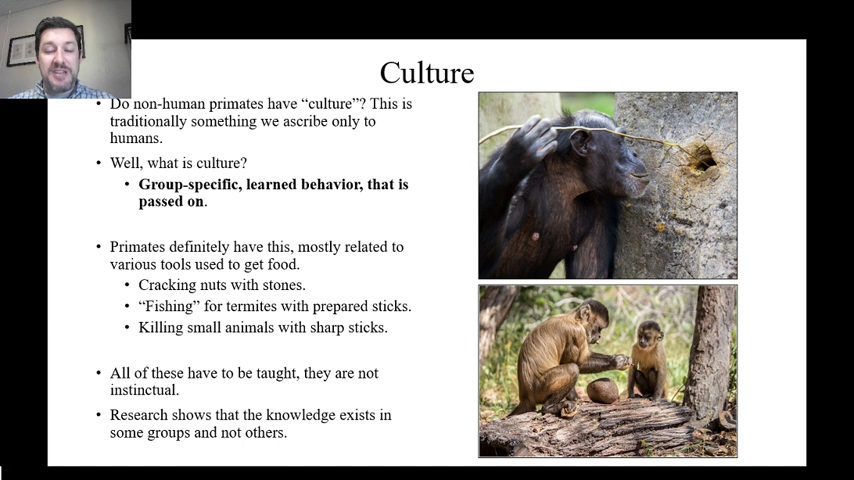 Culture
• Do non-human primates have “culture”? This is
traditionally something we ascribe only to
humans.
• Well, what is culture?
• Group-specific, learned behavior, that is
passed on.
• Primates definitely have this, mostly related to
various tools used to get food.
• Cracking nuts with stones.
• “Fishing” for termites with prepared sticks.
• Killing small animals with sharp sticks.
• All of these have to be taught, they are not
instinctual.
• Research shows that the knowledge exists in
some groups and not others.